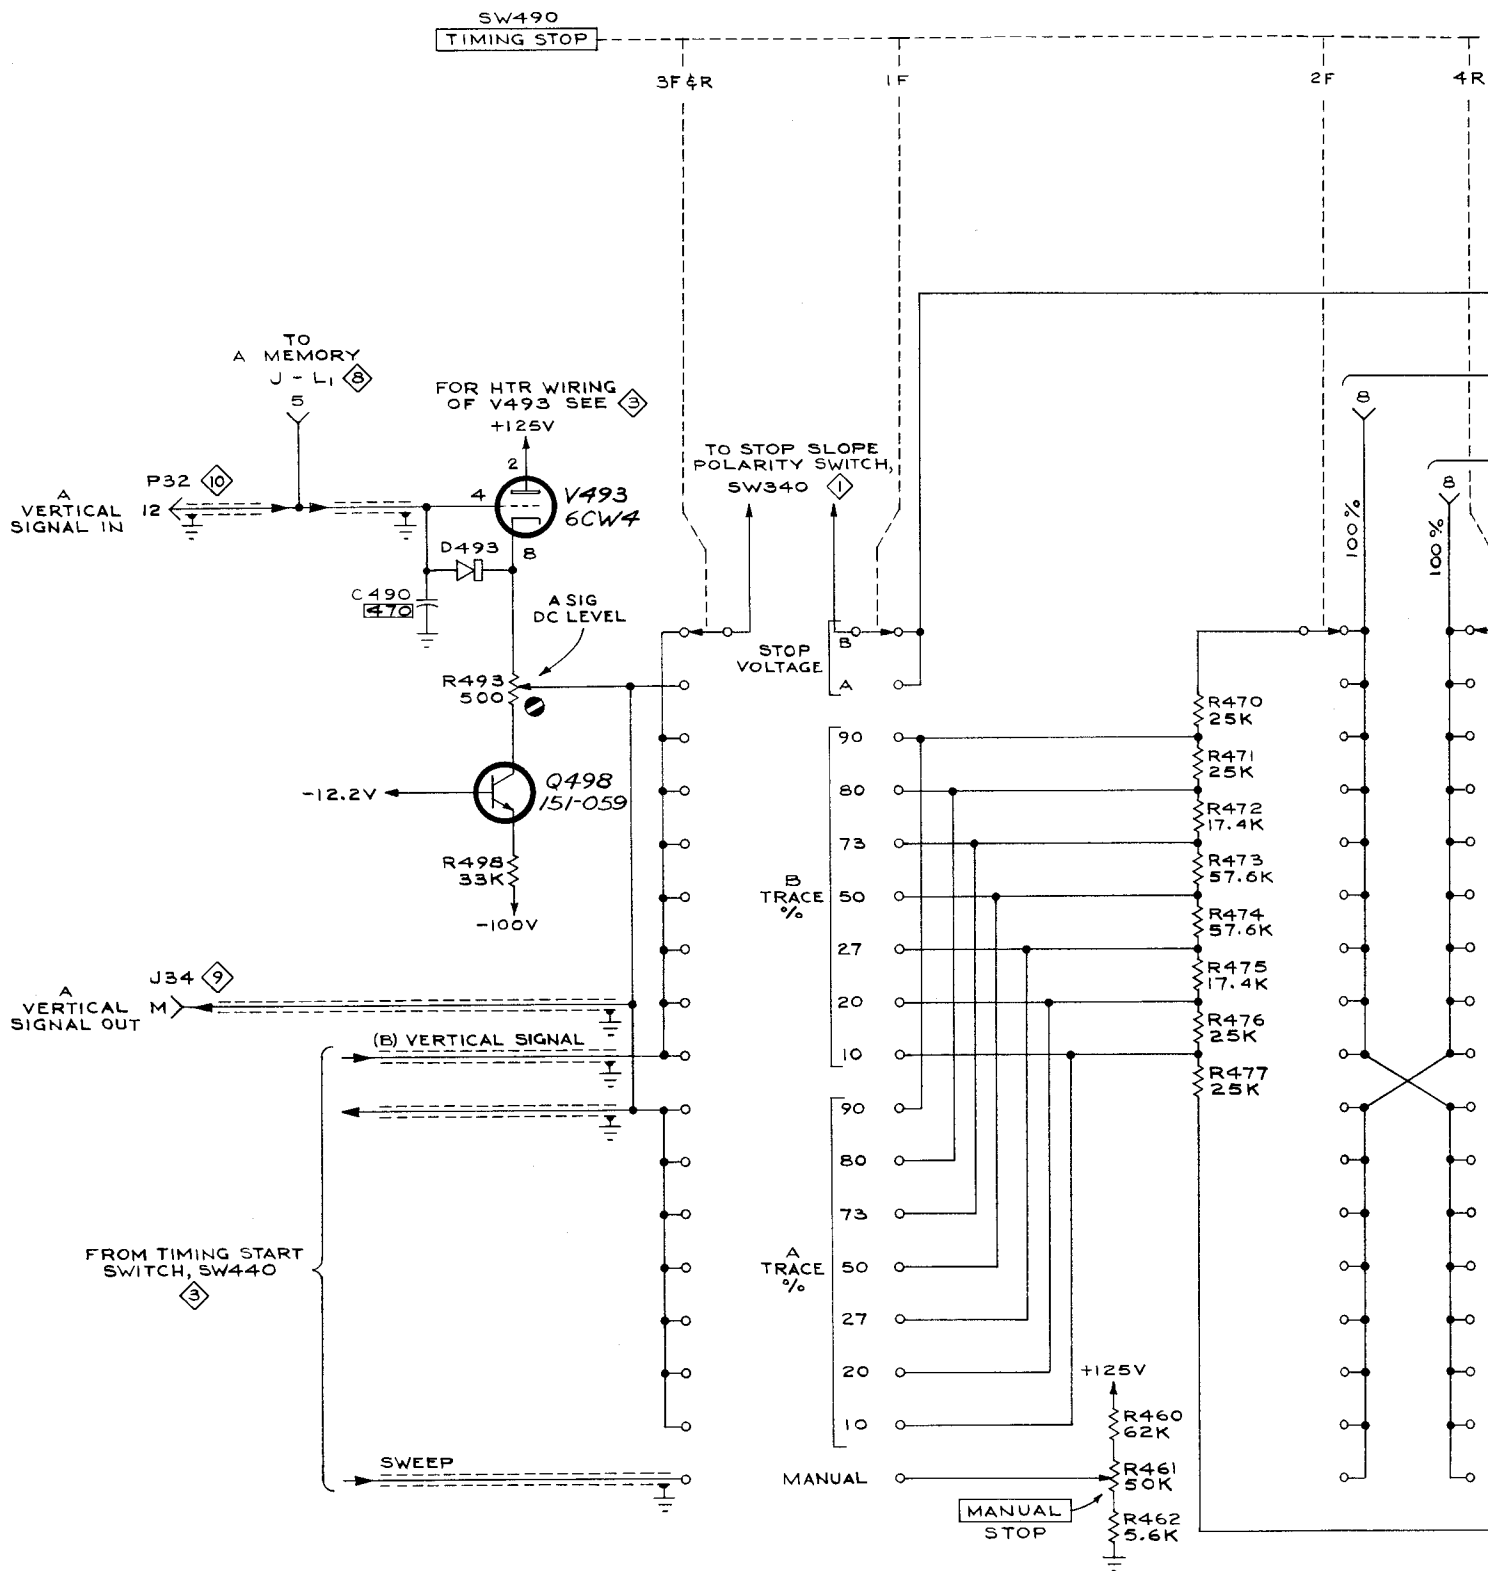 SW490
TIMING STOP
3F &R
1F
2F
4R
TO
A MEMORY
J - L1 8
5
FOR HTR WIRING
OF V493 SEE 3
+125V
2
P32 10
A
VERTICAL
SIGNAL IN
12
4
V493
6CW4
D493
8
C490
470
A SIG
DC LEVEL
R493
500
-12.2V
Q498
151-059
R498
33K
-100V
J34 9
A
VERTICAL
SIGNAL OUT
M
(B) VERTICAL SIGNAL
FROM TIMING START
SWITCH, SW440
3
SWEEP
TO STOP SLOPE
POLARITY SWITCH,
SW340 1
STOP
VOLTAGE
B
A
B
TRACE
%
90
80
73
50
27
20
10
A
TRACE
%
90
80
73
50
27
20
10
MANUAL
+125V
R460
62K
R461
50K
MANUAL
STOP
R462
5.6K
R470
25K
R471
25K
R472
17.4K
R473
57.6K
R474
57.6K
R475
17.4K
R476
25K
R477
25K
8
100%
8
100%